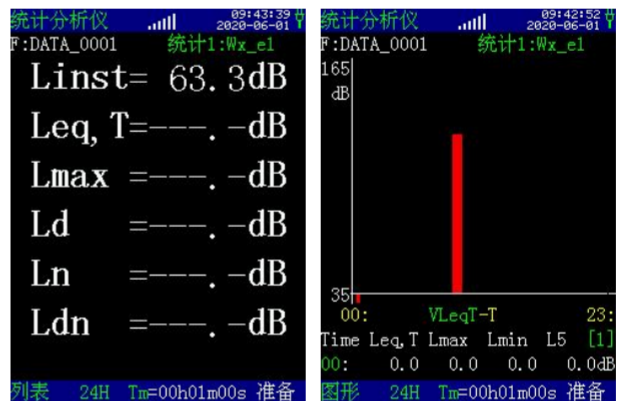 统计分析仪 09:43:39
2020-06-01
F:DATA_0001 统计1:Wx_e1
Linst= 63.3dB
Leq,T=---.-dB
Lmax =---.-dB
Ld =---.-dB
Ln =---.-dB
Ldn =---.-dB
列表 24H Tm=00h01m00s 准备
统计分析仪 09:42:52
2020-06-01
F:DATA_0001 统计1:Wx_e1
165
dB
35
00: VLeqT-T 23:
Time Leq,T Lmax Lmin L5 [1]
00: 0.0 0.0 0.0 0.0dB
图形 24H Tm=00h01m00s 准备